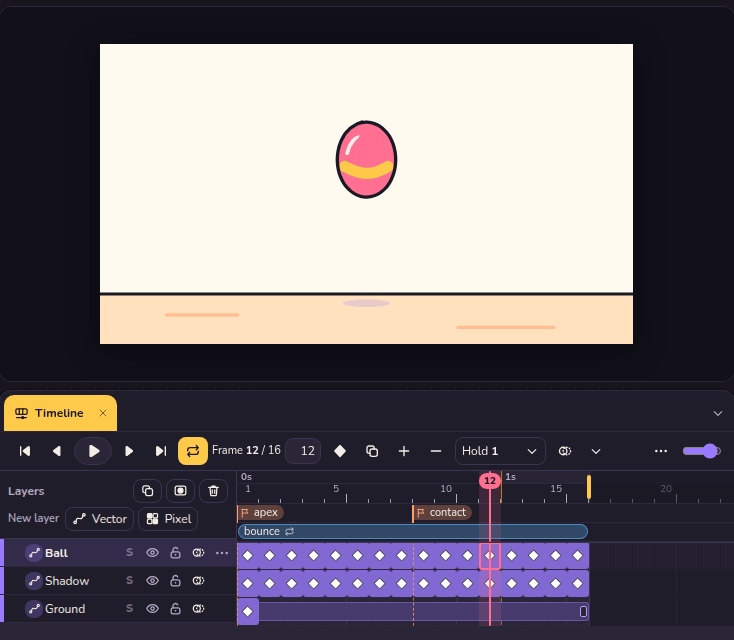 Timeline
Frame 12 / 16 12 Hold 1
Layers
0s 12 1s
1 5 10 15 20
New layer Vector Pixel
apex contact
bounce
Ball S
Shadow S
Ground S